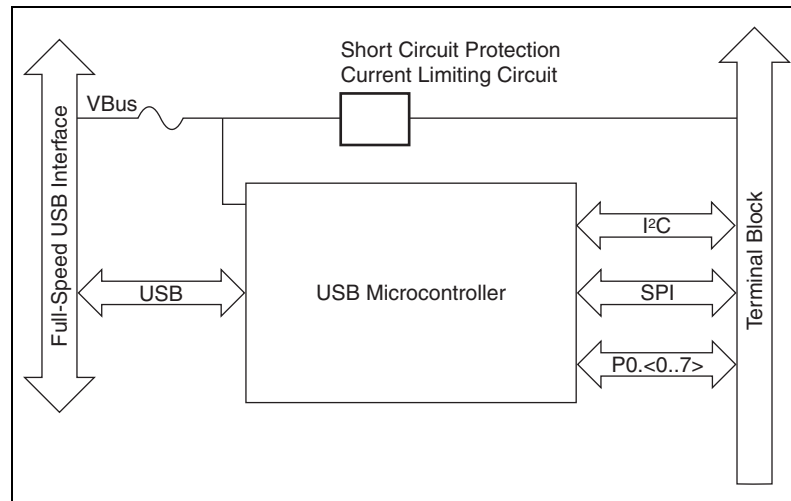 Short Circuit Protection
Current Limiting Circuit
VBus
Full-Speed USB Interface
USB
USB Microcontroller
I²C
SPI
P0.<0..7>
Terminal Block